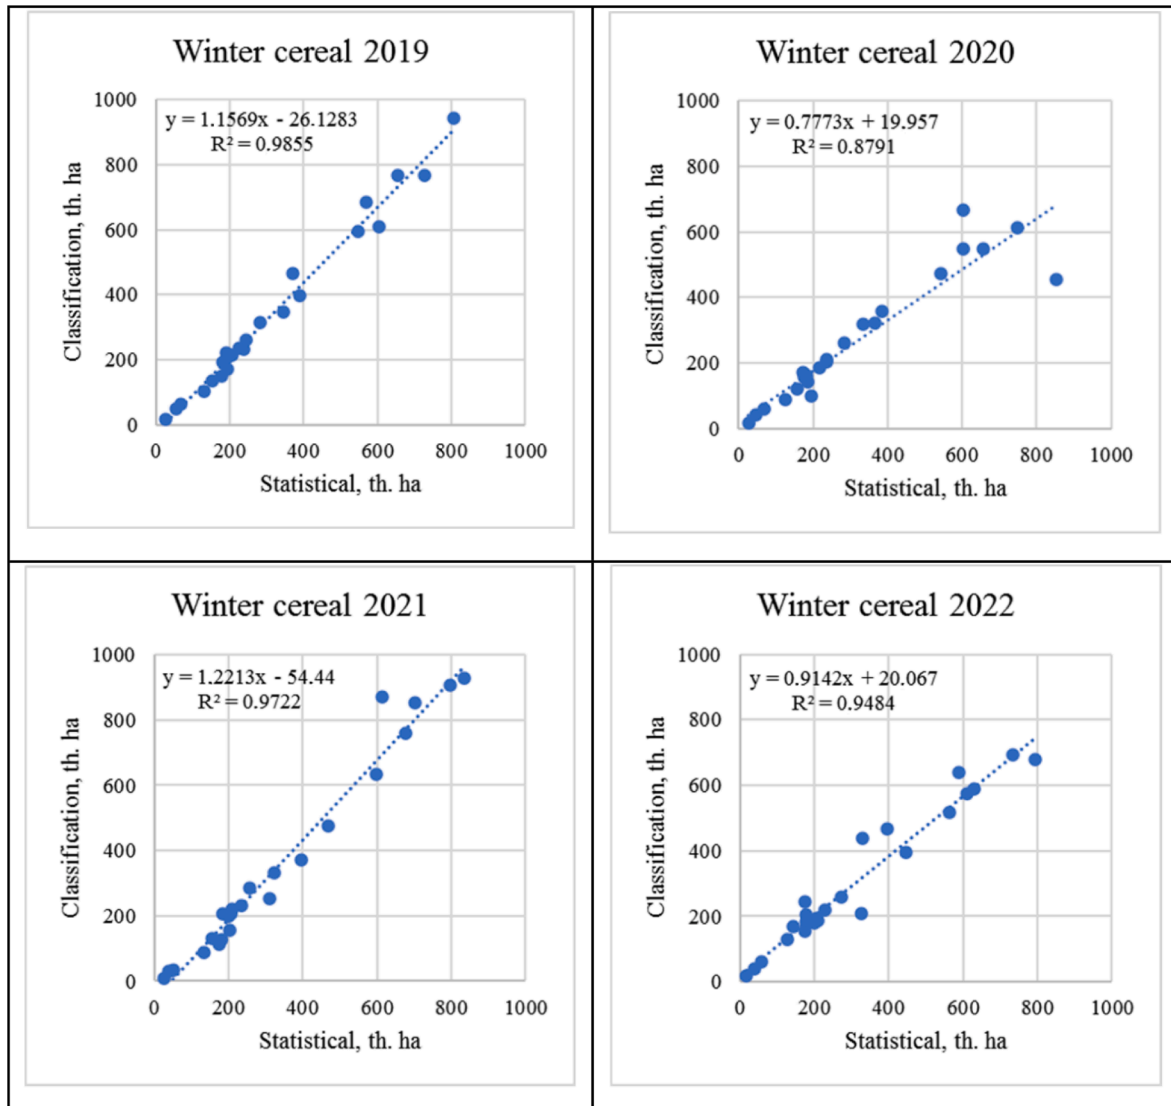 Winter cereal 2019
y = 1.1569x - 26.1283
R² = 0.9855
Classification, th. ha
1000
800
600
400
200
0
0 200 400 600 800 1000
Statistical, th. ha
Winter cereal 2020
y = 0.7773x + 19.957
R² = 0.8791
Classification, th. ha
1000
800
600
400
200
0
0 200 400 600 800 1000
Statistical, th. ha
Winter cereal 2021
y = 1.2213x - 54.44
R² = 0.9722
Classification, th. ha
1000
800
600
400
200
0
0 200 400 600 800 1000
Statistical, th. ha
Winter cereal 2022
y = 0.9142x + 20.067
R² = 0.9484
Classification, th. ha
1000
800
600
400
200
0
0 200 400 600 800 1000
Statistical, th. ha